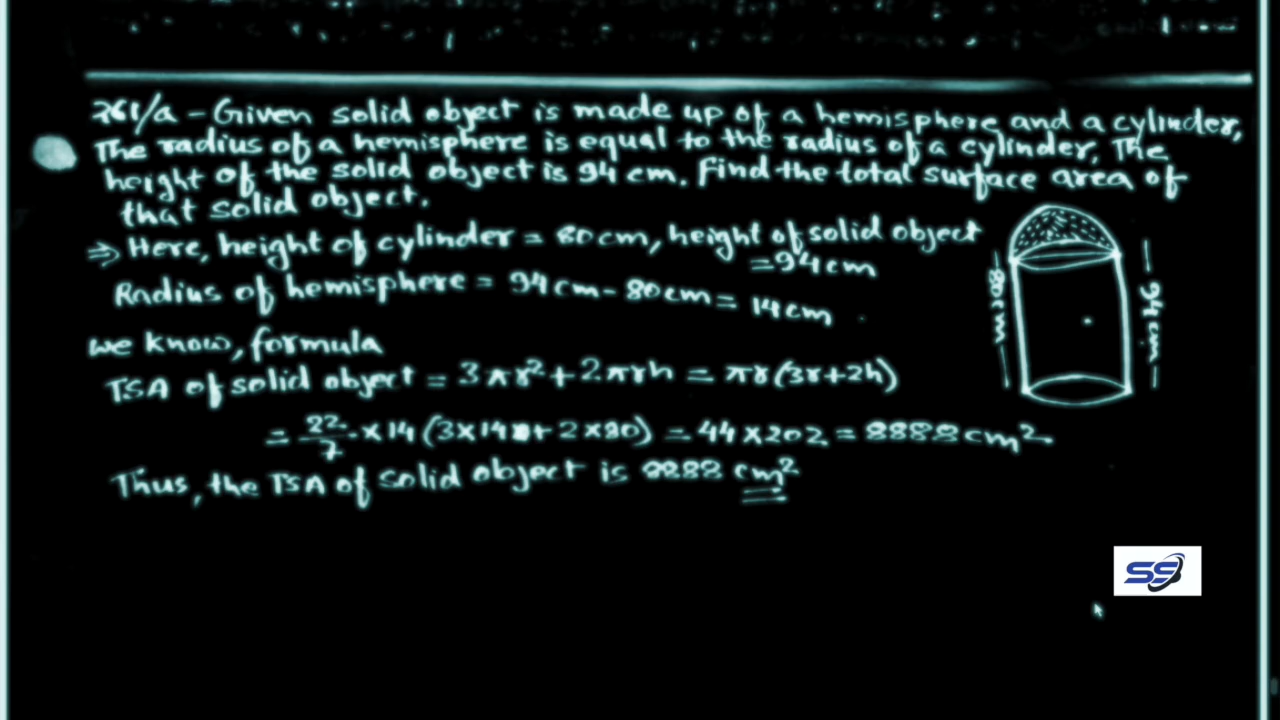 261/a - Given solid object is made up of a hemisphere and a cylinder,
The radius of a hemisphere is equal to the radius of a cylinder. The
height of the solid object is 94 cm. Find the total surface area of
that solid object.
⇒ Here, height of cylinder = 80cm, height of solid object
= 94cm
Radius of hemisphere = 94cm - 80cm = 14cm
we know, formula
TSA of solid object = 3πr²+2πrh = πr(3r+2h)
= 22/7 × 14 (3×14+2×80) = 44×202 = 8888cm²
Thus, the TSA of solid object is 8888 cm²
80cm
94cm
SS